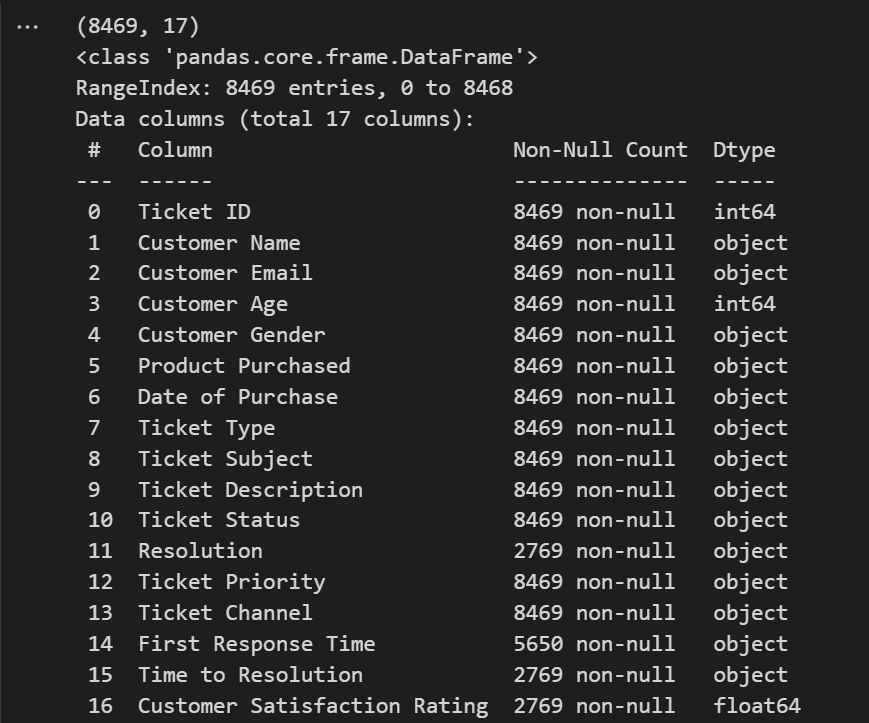 ... (8469, 17)
<class 'pandas.core.frame.DataFrame'>
RangeIndex: 8469 entries, 0 to 8468
Data columns (total 17 columns):
 #   Column                        Non-Null Count  Dtype
---  ------                        --------------  -----
 0   Ticket ID                     8469 non-null   int64
 1   Customer Name                 8469 non-null   object
 2   Customer Email                8469 non-null   object
 3   Customer Age                  8469 non-null   int64
 4   Customer Gender               8469 non-null   object
 5   Product Purchased             8469 non-null   object
 6   Date of Purchase              8469 non-null   object
 7   Ticket Type                   8469 non-null   object
 8   Ticket Subject                8469 non-null   object
 9   Ticket Description            8469 non-null   object
 10  Ticket Status                 8469 non-null   object
 11  Resolution                    2769 non-null   object
 12  Ticket Priority               8469 non-null   object
 13  Ticket Channel                8469 non-null   object
 14  First Response Time           5650 non-null   object
 15  Time to Resolution            2769 non-null   object
 16  Customer Satisfaction Rating  2769 non-null   float64